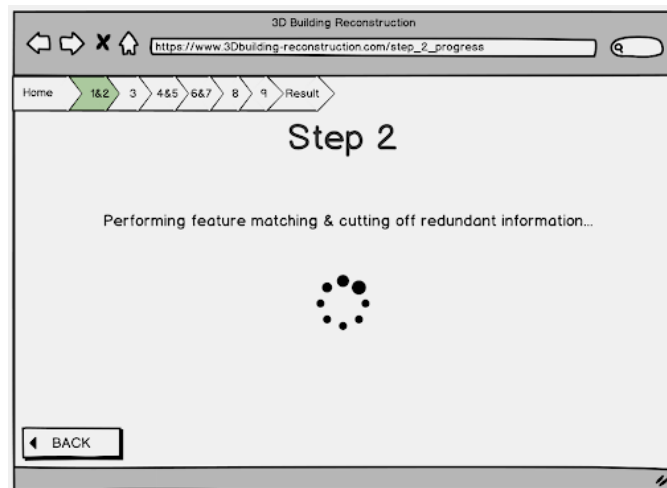 3D Building Reconstruction
https://www.3Dbuilding-reconstruction.com/step_2_progress
Home 1&2 3 4&5 6&7 8 9 Result
Step 2
Performing feature matching & cutting off redundant information...
BACK